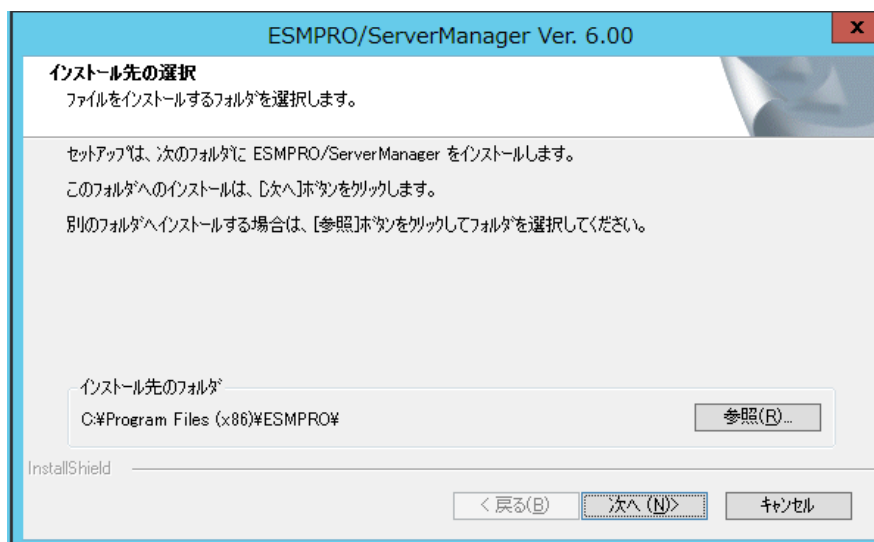 ESMPRO/ServerManager Ver. 6.00
x
インストール先の選択
ファイルをインストールするフォルダを選択します。
セットアップは、次のフォルダに ESMPRO/ServerManager をインストールします。
このフォルダへのインストールは、[次へ]ボタンをクリックします。
別のフォルダへインストールする場合は、[参照]ボタンをクリックしてフォルダを選択してください。
インストール先のフォルダ
C:¥Program Files (x86)¥ESMPRO¥
参照(R)...
InstallShield
< 戻る(B)
次へ (N)>
キャンセル